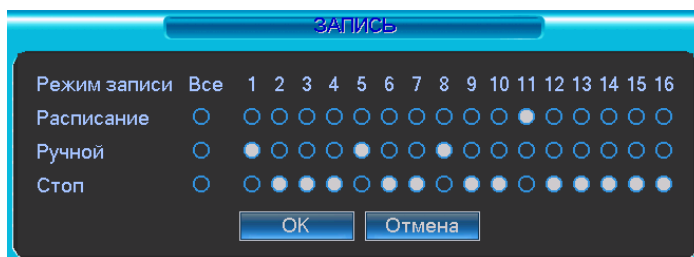 ЗАПИСЬ
Режим записи Все 1 2 3 4 5 6 7 8 9 10 11 12 13 14 15 16
Расписание
Ручной
Стоп
OK Отмена